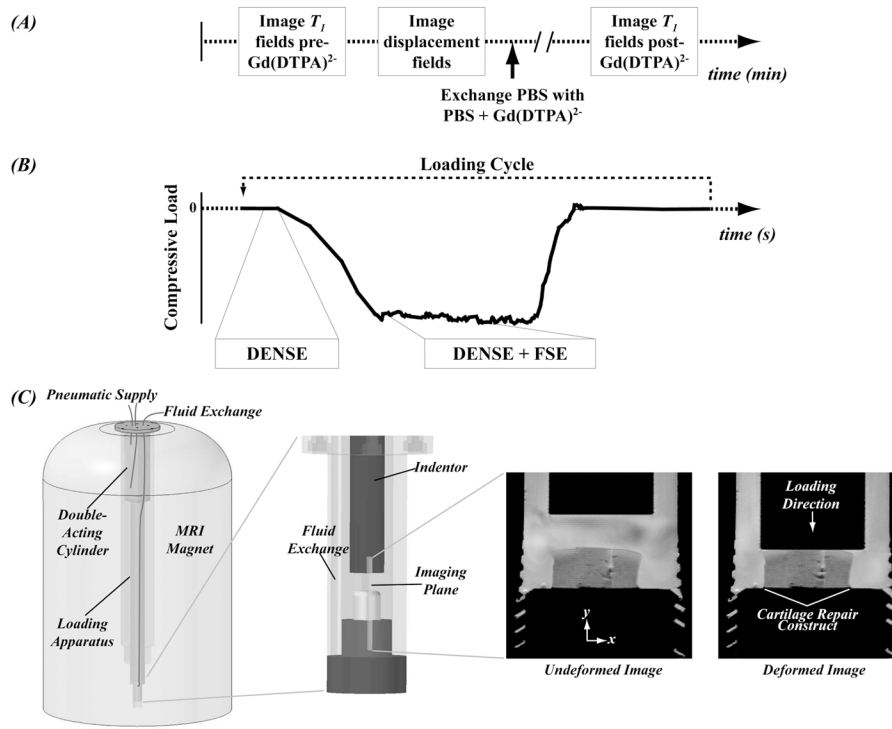 (A)
Image T₁
fields pre-
Gd(DTPA)²⁻
Image
displacement
fields
Image T₁
fields post-
Gd(DTPA)²⁻
time (min)
Exchange PBS with
PBS + Gd(DTPA)²⁻
(B)
Loading Cycle
0
Compressive Load
time (s)
DENSE
DENSE + FSE
(C)
Pneumatic Supply
Fluid Exchange
Double-
Acting
Cylinder
MRI
Magnet
Loading
Apparatus
Indentor
Fluid
Exchange
Imaging
Plane
y
x
Undeformed Image
Loading
Direction
Cartilage Repair
Construct
Deformed Image